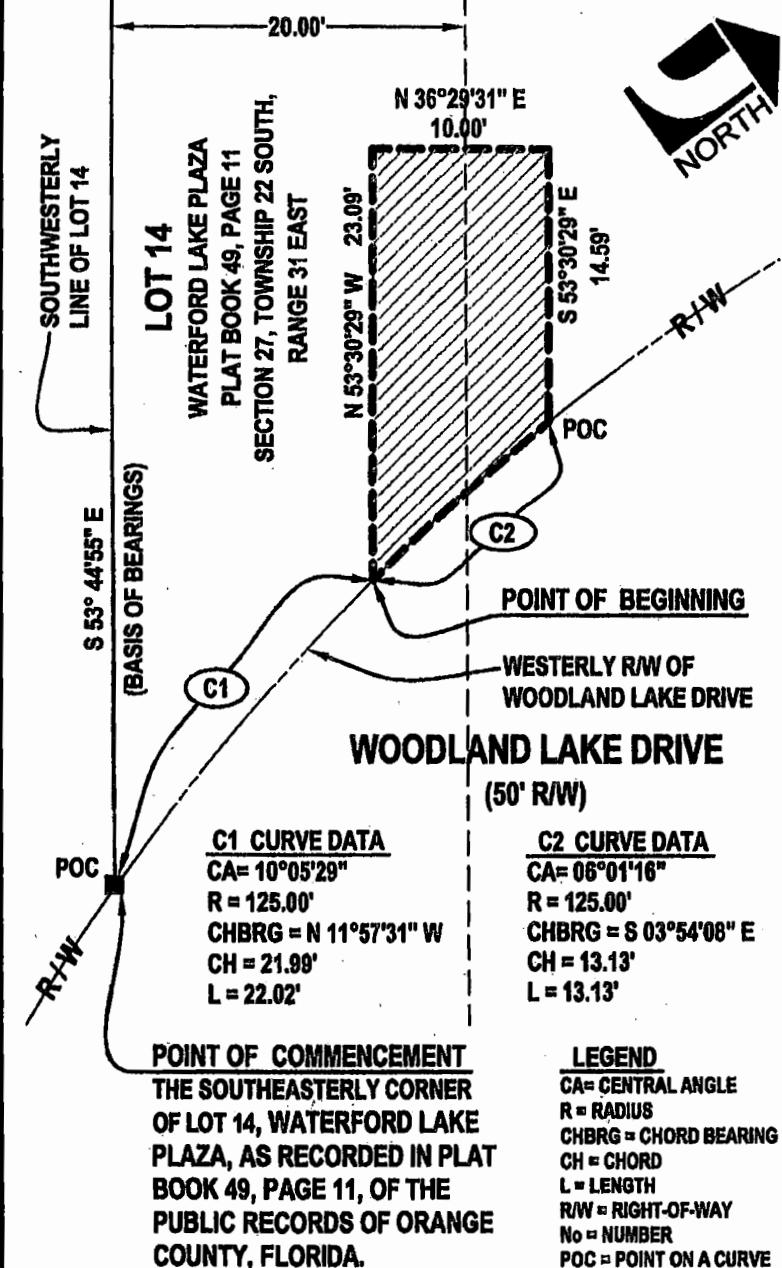 20.00'
N 36°29'31" E
10.00'
NORTH
SOUTHWESTERLY
LINE OF LOT 14
LOT 14
WATERFORD LAKE PLAZA
PLAT BOOK 49, PAGE 11
SECTION 27, TOWNSHIP 22 SOUTH,
RANGE 31 EAST
N 53°30'29" W 23.09'
S 53°30'29" E
14.59'
R/W
POC
S 53° 44'55" E
(BASIS OF BEARINGS)
C2
POINT OF BEGINNING
C1
WESTERLY R/W OF
WOODLAND LAKE DRIVE
WOODLAND LAKE DRIVE
(50' R/W)
POC
R/W
C1 CURVE DATA
CA= 10°05'29"
R = 125.00'
CHBRG = N 11°57'31" W
CH = 21.99'
L = 22.02'
C2 CURVE DATA
CA= 06°01'16"
R = 125.00'
CHBRG = S 03°54'08" E
CH = 13.13'
L = 13.13'
POINT OF COMMENCEMENT
THE SOUTHEASTERLY CORNER
OF LOT 14, WATERFORD LAKE
PLAZA, AS RECORDED IN PLAT
BOOK 49, PAGE 11, OF THE
PUBLIC RECORDS OF ORANGE
COUNTY, FLORIDA.
LEGEND
CA= CENTRAL ANGLE
R = RADIUS
CHBRG = CHORD BEARING
CH = CHORD
L = LENGTH
R/W = RIGHT-OF-WAY
No = NUMBER
POC = POINT ON A CURVE